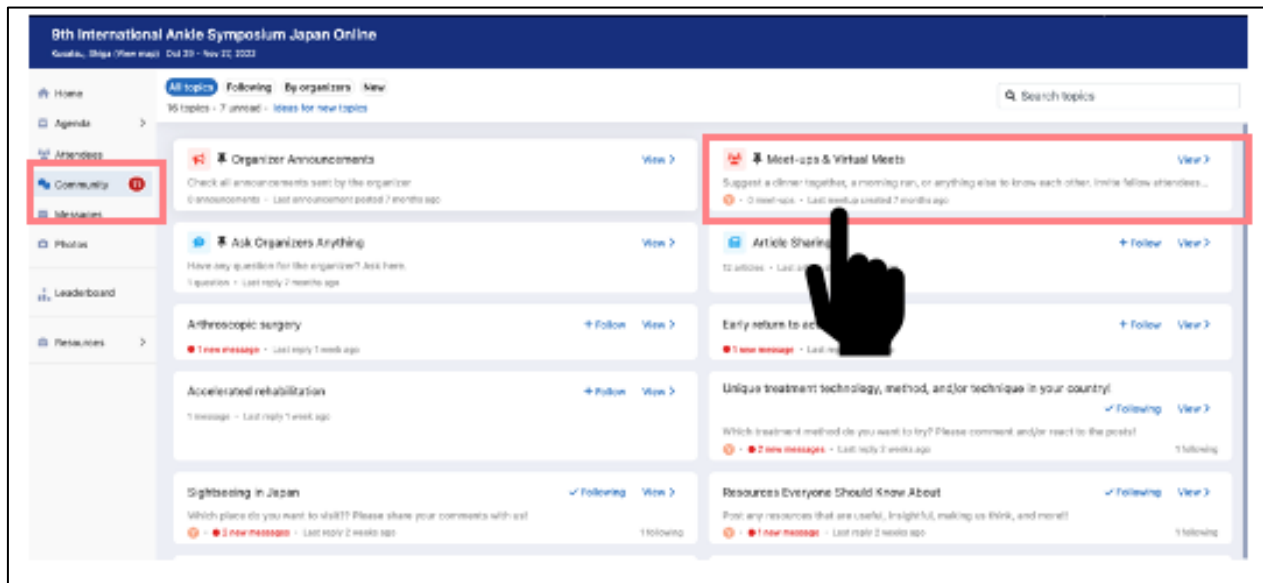 9th International Ankle Symposium Japan Online
Kusatsu, Shiga (View map) Oct 29 - Nov 27, 2022
Home
Agenda
Attendees
Community 11
Messages
Photos
Leaderboard
Resources
All topics Following By organizers New
16 topics - 7 unread - Ideas for new topics
Search topics
Organizer Announcements View >
Check all announcements sent by the organizer
0 announcements - Last announcement posted 7 months ago
Meet-ups & Virtual Meets View >
Suggest a dinner together, a morning run, or anything else to know each other. Invite fellow attendees...
0 meet-ups - Last meetup created 7 months ago
Ask Organizers Anything View >
Have any question for the organizer? Ask here.
1 question - Last reply 7 months ago
Article Sharing + Follow View >
12 articles - Last
Arthroscopic surgery + Follow View >
1 new message - Last reply 1 week ago
Early return to + Follow View >
1 new message - Last
Accelerated rehabilitation + Follow View >
1 message - Last reply 1 week ago
Unique treatment technology, method, and/or technique in your country!
✓ Following View >
Which treatment method do you want to try? Please comment and/or react to the posts!
2 new messages - Last reply 2 weeks ago 1 following
Sightseeing in Japan ✓ Following View >
Which place do you want to visit?? Please share your comments with us!
2 new messages - Last reply 2 weeks ago 1 following
Resources Everyone Should Know About ✓ Following View >
Post any resources that are useful, insightful, making us think, and more!!
1 new message - Last reply 2 weeks ago 1 following